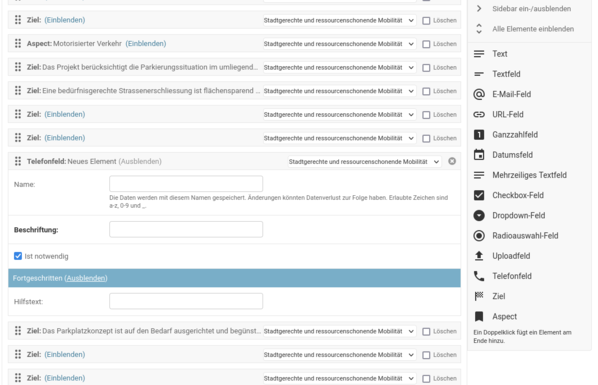 Ziel: (Einblenden) Stadtgerechte und ressourcenschonende Mobilität Löschen
Aspect: Motorisierter Verkehr (Einblenden) Stadtgerechte und ressourcenschonende Mobilität Löschen
Ziel: Das Projekt berücksichtigt die Parkierungssituation im umliegend... Stadtgerechte und ressourcenschonende Mobilität Löschen
Ziel: Eine bedürfnisgerechte Strassenerschliessung ist flächensparend ... Stadtgerechte und ressourcenschonende Mobilität Löschen
Ziel: (Einblenden) Stadtgerechte und ressourcenschonende Mobilität Löschen
Ziel: (Einblenden) Stadtgerechte und ressourcenschonende Mobilität Löschen
Telefonfeld: Neues Element (Ausblenden) Stadtgerechte und ressourcenschonende Mobilität
Name:
Die Daten werden mit diesem Namen gespeichert. Änderungen könnten Datenverlust zur Folge haben. Erlaubte Zeichen sind
a-z, 0-9 und _.
Beschriftung:
Ist notwendig
Fortgeschritten (Ausblenden)
Hilfstext:
Ziel: Das Parkplatzkonzept ist auf den Bedarf ausgerichtet und begünst... Stadtgerechte und ressourcenschonende Mobilität Löschen
Ziel: (Einblenden) Stadtgerechte und ressourcenschonende Mobilität Löschen
Ziel: (Einblenden) Stadtgerechte und ressourcenschonende Mobilität Löschen
Sidebar ein-/ausblenden
Alle Elemente einblenden
Text
Textfeld
E-Mail-Feld
URL-Feld
Ganzzahlfeld
Datumsfeld
Mehrzeiliges Textfeld
Checkbox-Feld
Dropdown-Feld
Radioauswahl-Feld
Uploadfeld
Telefonfeld
Ziel
Aspect
Ein Doppelklick fügt ein Element am
Ende hinzu.